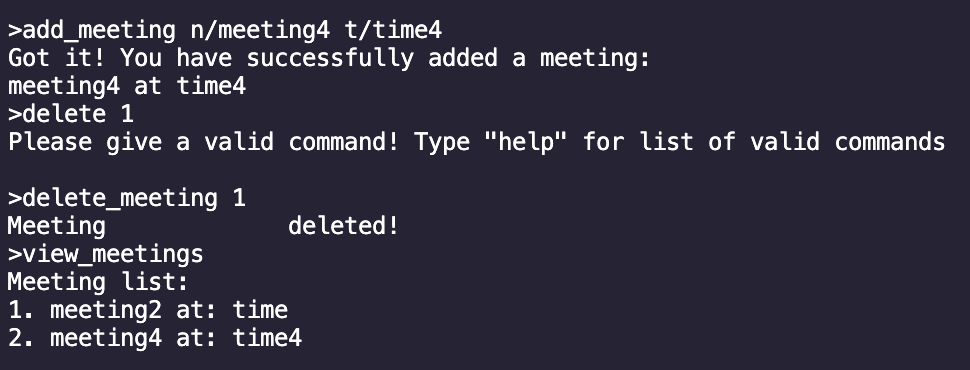 >add_meeting n/meeting4 t/time4
Got it! You have successfully added a meeting:
meeting4 at time4
>delete 1
Please give a valid command! Type "help" for list of valid commands
>delete_meeting 1
Meeting             deleted!
>view_meetings
Meeting list:
1. meeting2 at: time
2. meeting4 at: time4